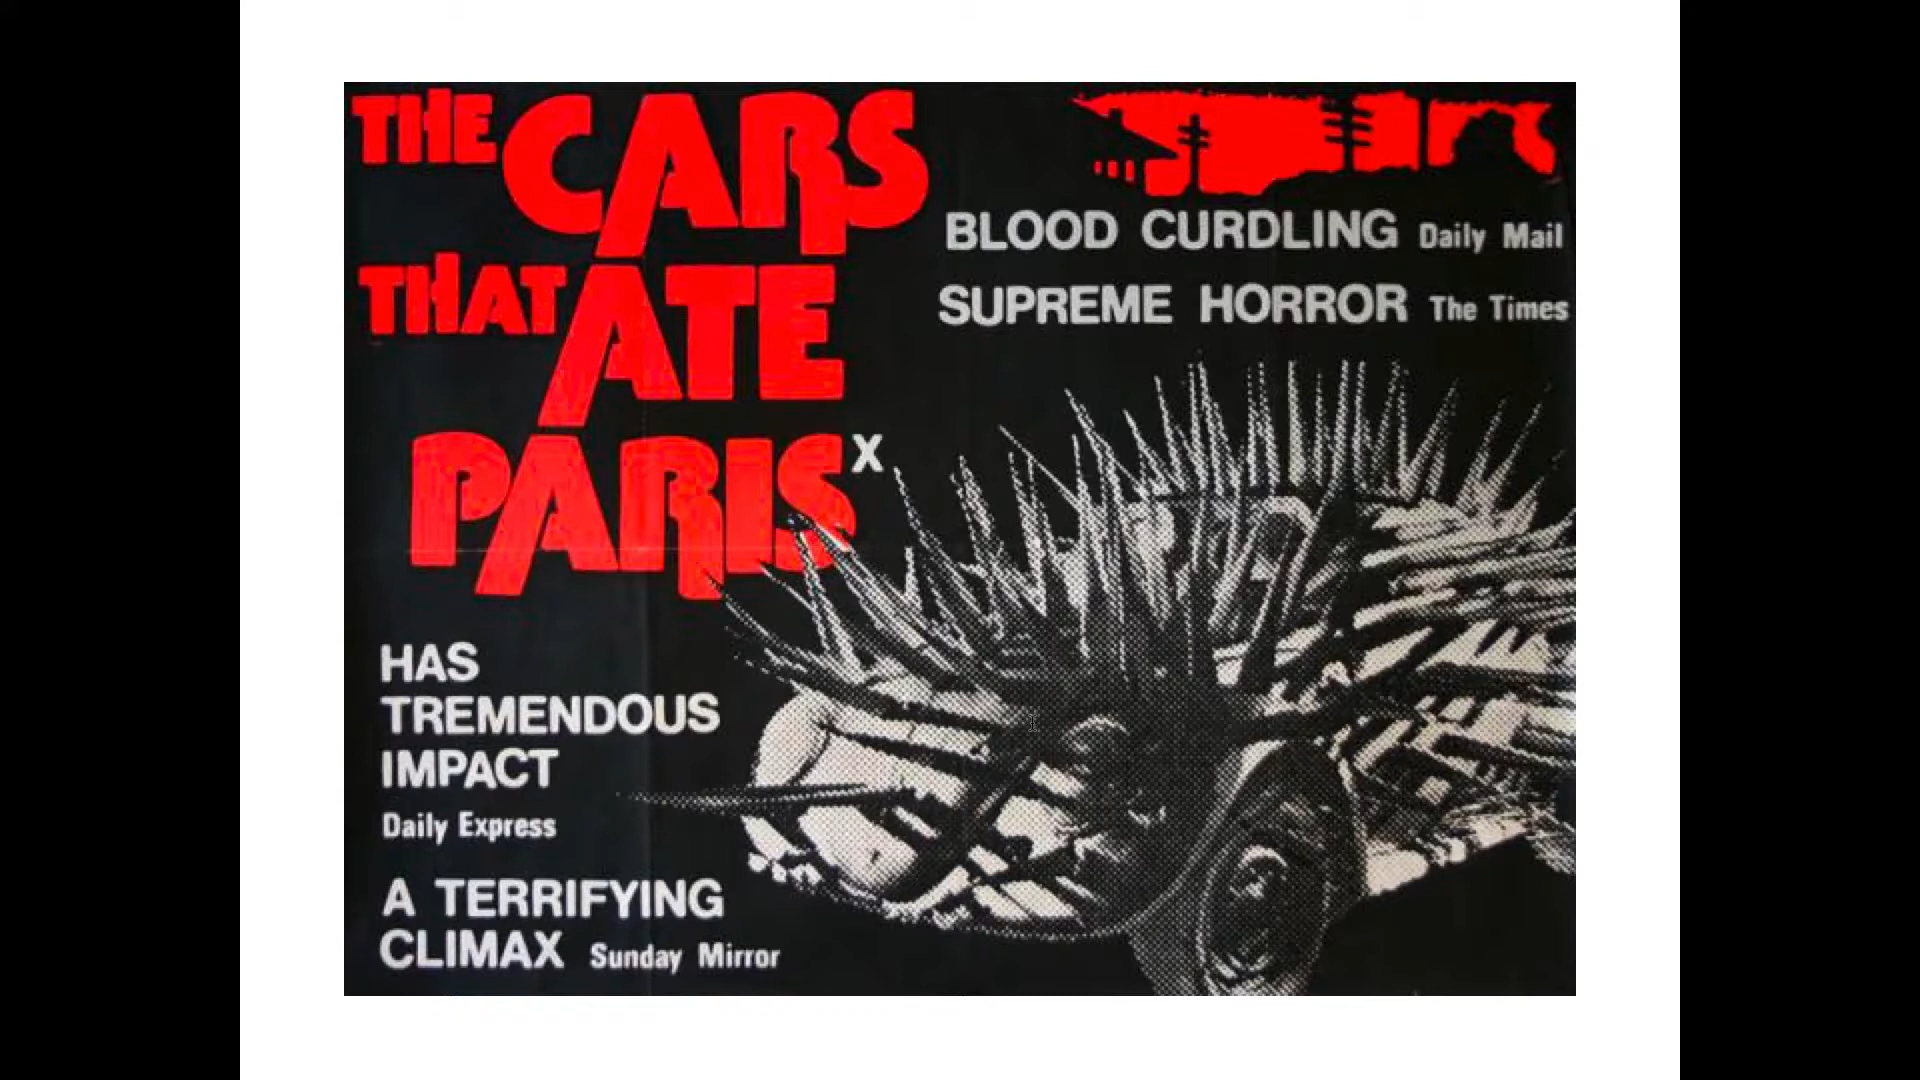 THE CARS
THAT ATE
PARIS X
BLOOD CURDLING Daily Mail
SUPREME HORROR The Times
HAS
TREMENDOUS
IMPACT
Daily Express
A TERRIFYING
CLIMAX Sunday Mirror